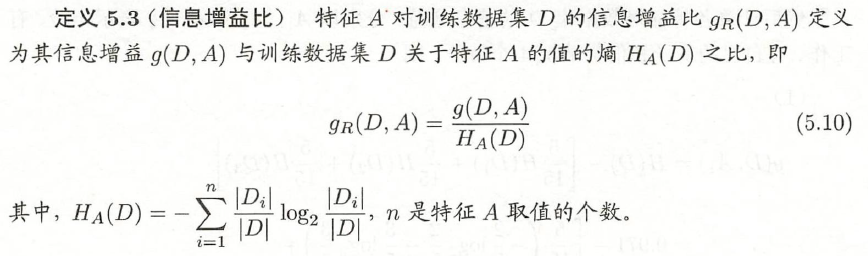 定义 5.3（信息增益比） 特征 A 对训练数据集 D 的信息增益比 g_R(D, A) 定义
为其信息增益 g(D, A) 与训练数据集 D 关于特征 A 的值的熵 H_A(D) 之比，即
g_R(D, A) = \frac{g(D, A)}{H_A(D)} (5.10)
其中，H_A(D) = -\sum_{i=1}^{n} \frac{|D_i|}{|D|} \log_2 \frac{|D_i|}{|D|}，n 是特征 A 取值的个数。